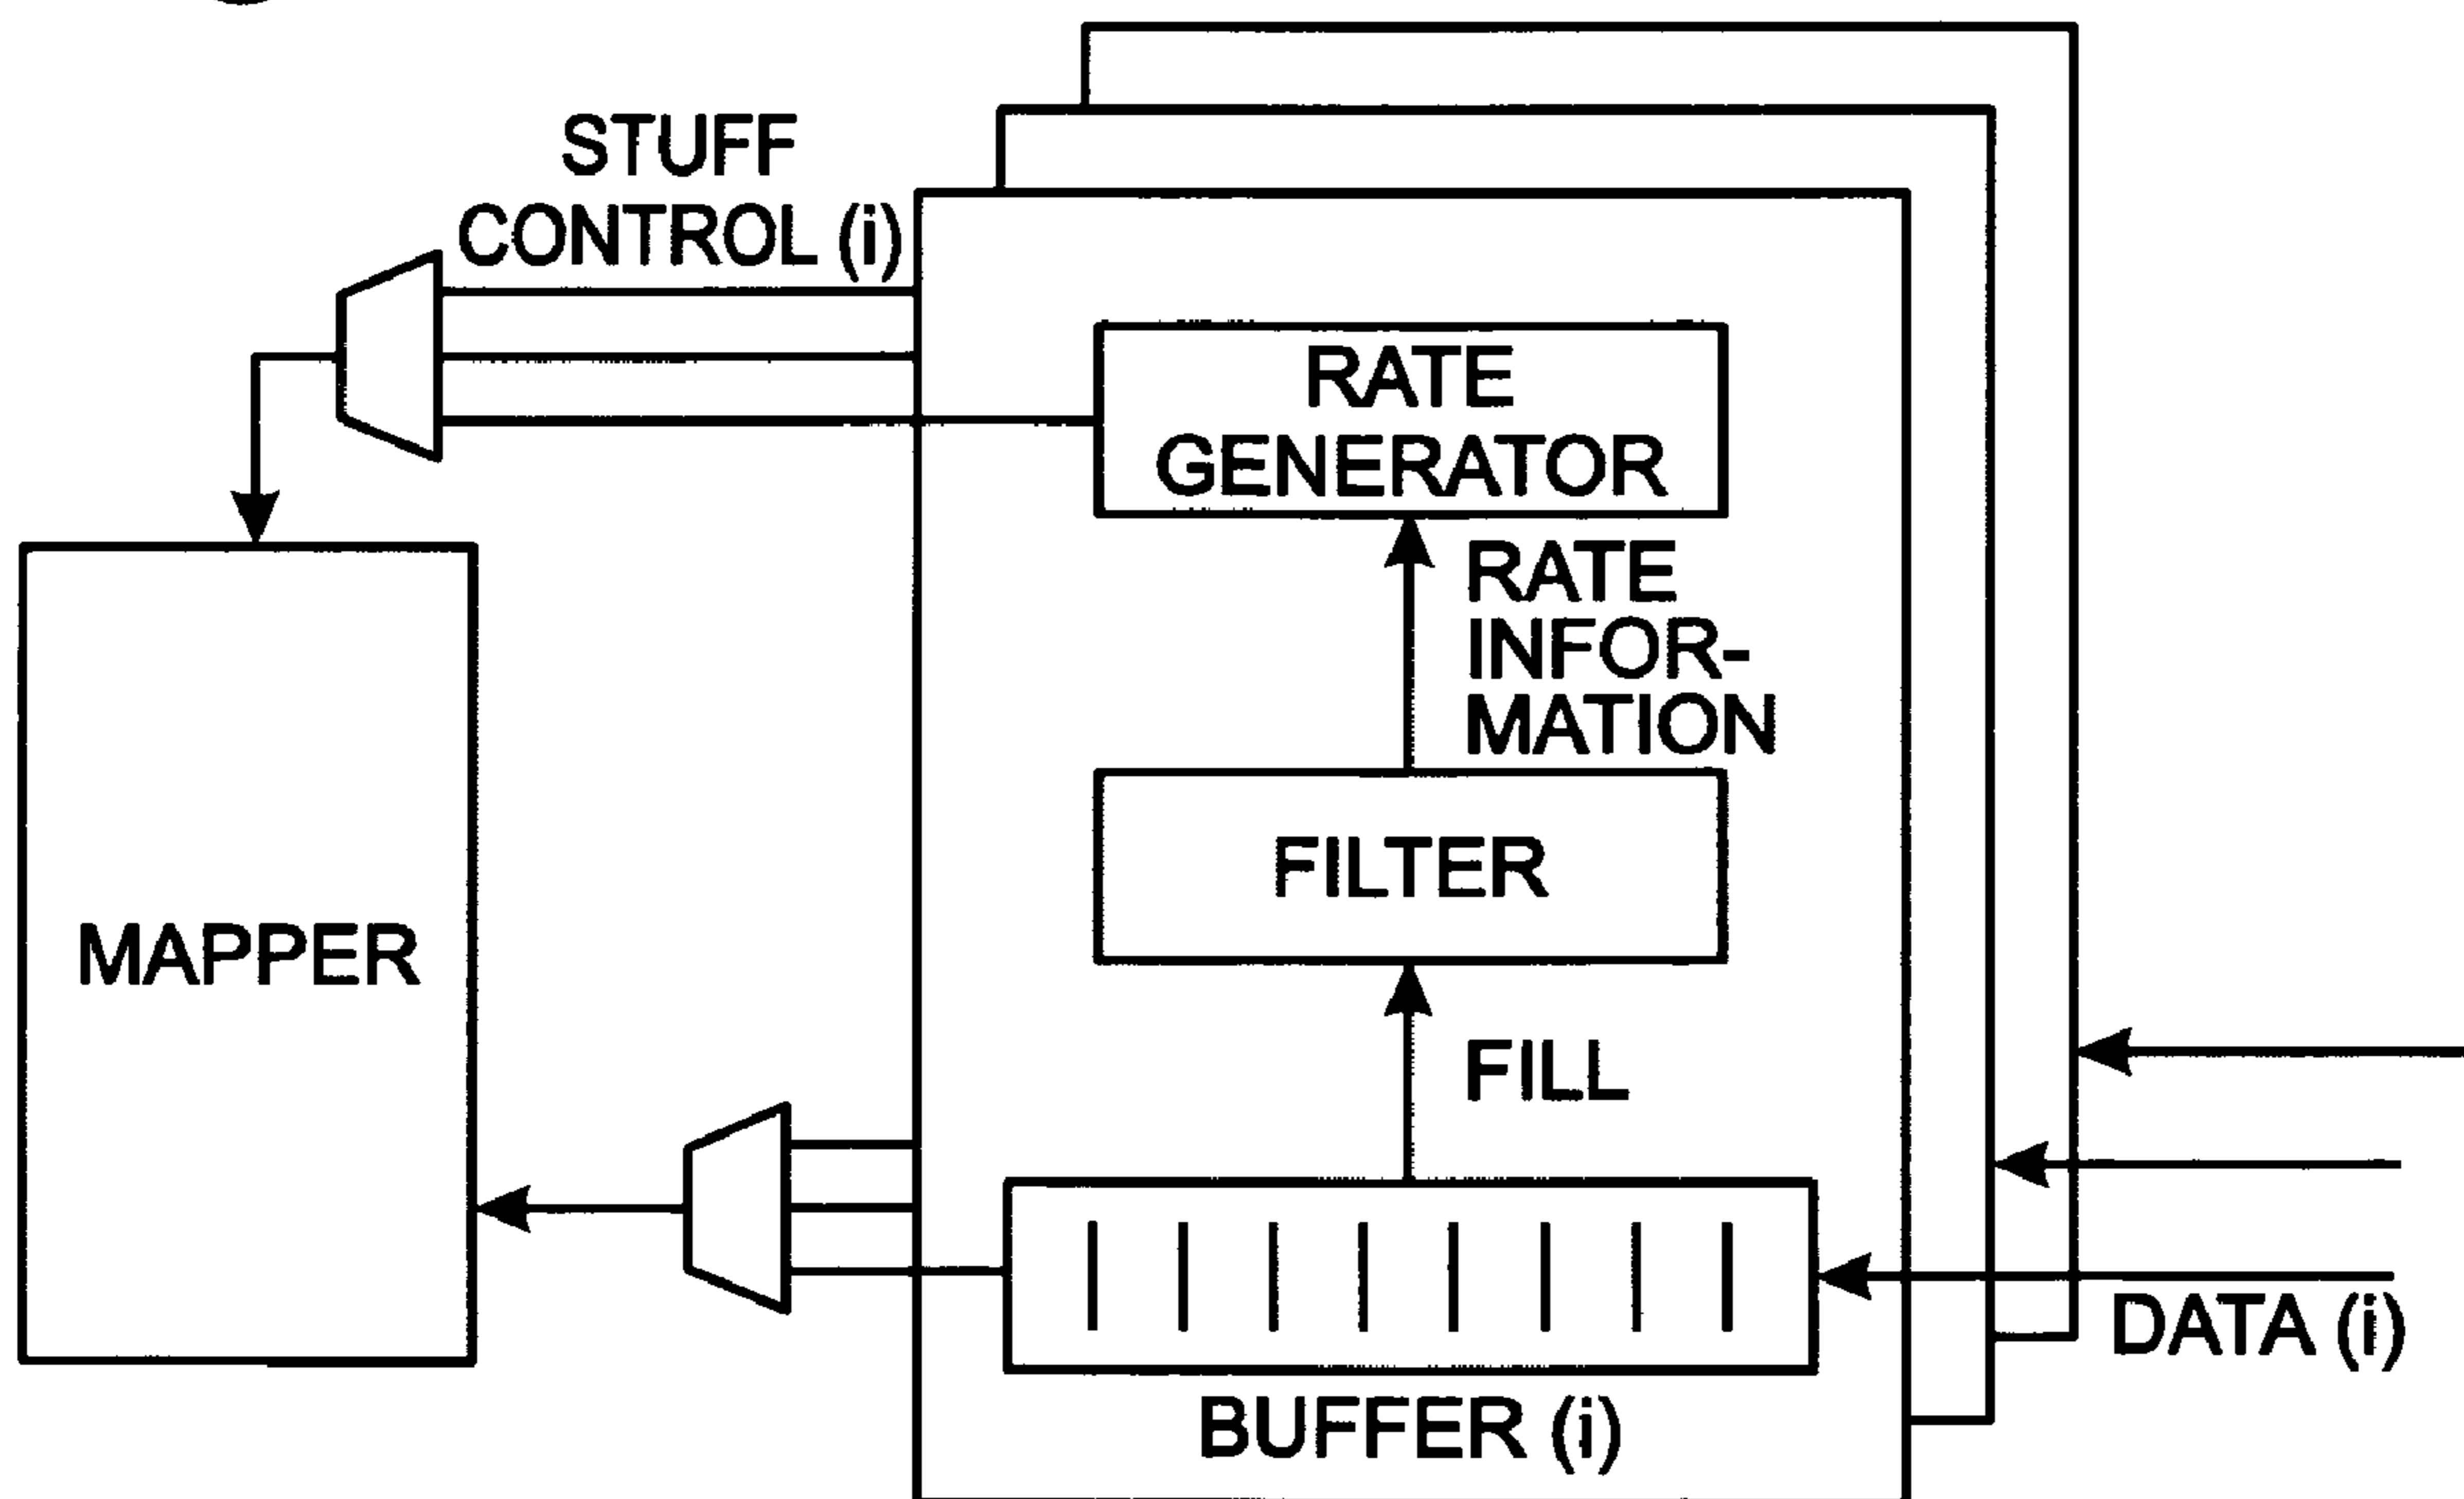 STUFF
CONTROL (i)
RATE
GENERATOR
RATE
INFOR-
MATION
FILTER
MAPPER
FILL
DATA (i)
BUFFER (i)